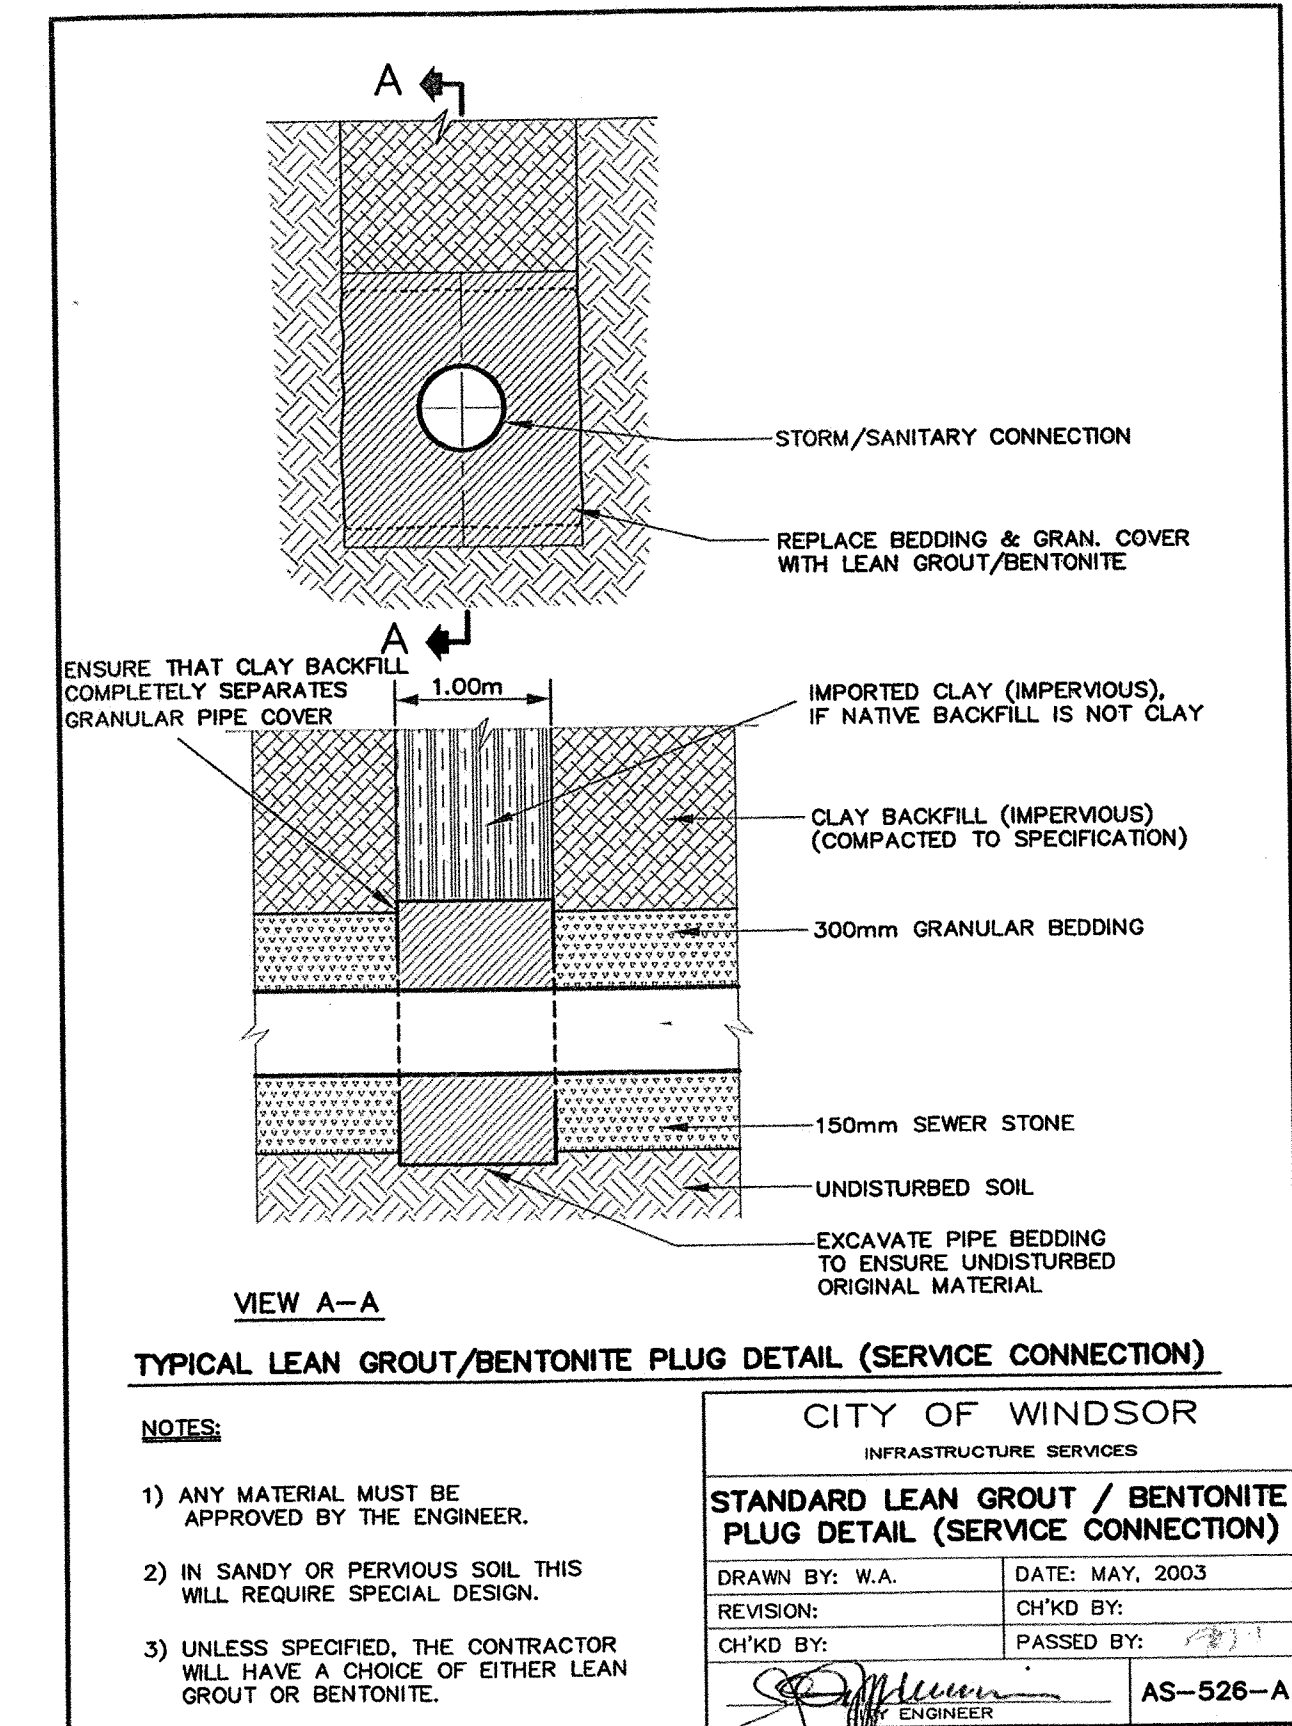 A
STORM/SANITARY CONNECTION
REPLACE BEDDING & GRAN. COVER
WITH LEAN GROUT/BENTONITE
A
ENSURE THAT CLAY BACKFILL
COMPLETELY SEPARATES
GRANULAR PIPE COVER
1.00m
IMPORTED CLAY (IMPERVIOUS),
IF NATIVE BACKFILL IS NOT CLAY
CLAY BACKFILL (IMPERVIOUS)
(COMPACTED TO SPECIFICATION)
300mm GRANULAR BEDDING
150mm SEWER STONE
UNDISTURBED SOIL
EXCAVATE PIPE BEDDING
TO ENSURE UNDISTURBED
ORIGINAL MATERIAL
VIEW A-A
TYPICAL LEAN GROUT/BENTONITE PLUG DETAIL (SERVICE CONNECTION)
NOTES:
1) ANY MATERIAL MUST BE
APPROVED BY THE ENGINEER.
2) IN SANDY OR PERVIOUS SOIL THIS
WILL REQUIRE SPECIAL DESIGN.
3) UNLESS SPECIFIED, THE CONTRACTOR
WILL HAVE A CHOICE OF EITHER LEAN
GROUT OR BENTONITE.
CITY OF WINDSOR
INFRASTRUCTURE SERVICES
STANDARD LEAN GROUT / BENTONITE
PLUG DETAIL (SERVICE CONNECTION)
DRAWN BY: W.A.
DATE: MAY, 2003
REVISION:
CH'KD BY:
CH'KD BY:
PASSED BY:
ENGINEER
AS-526-A